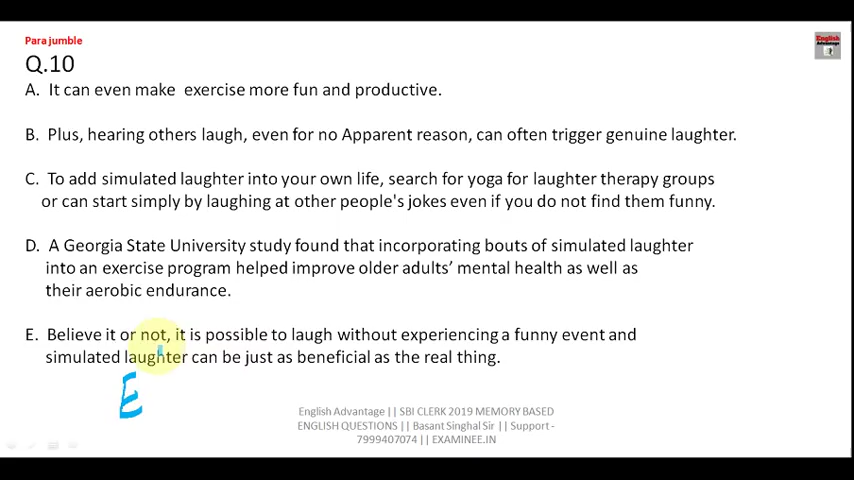 Para jumble
English
Advantage
Q.10
A. It can even make exercise more fun and productive.
B. Plus, hearing others laugh, even for no Apparent reason, can often trigger genuine laughter.
C. To add simulated laughter into your own life, search for yoga for laughter therapy groups
or can start simply by laughing at other people's jokes even if you do not find them funny.
D. A Georgia State University study found that incorporating bouts of simulated laughter
into an exercise program helped improve older adults’ mental health as well as
their aerobic endurance.
E. Believe it or not, it is possible to laugh without experiencing a funny event and
simulated laughter can be just as beneficial as the real thing.
E
English Advantage || SBI CLERK 2019 MEMORY BASED
ENGLISH QUESTIONS || Basant Singhal Sir || Support -
7999407074 || EXAMINEE.IN